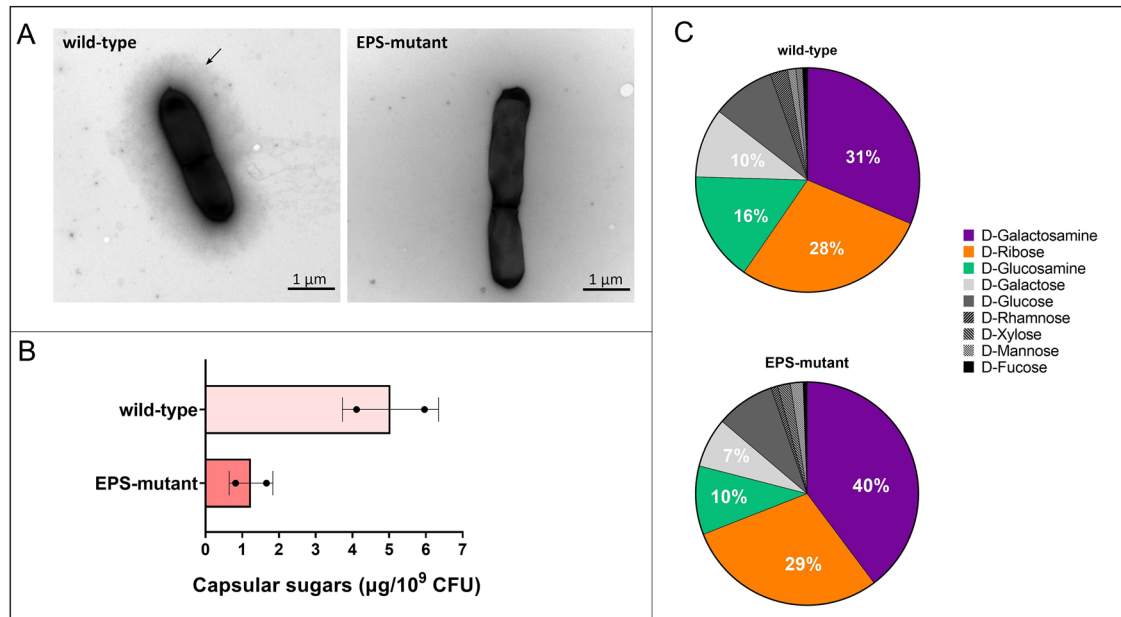 A
wild-type
1 µm
EPS-mutant
1 µm
B
wild-type
EPS-mutant
0 1 2 3 4 5 6 7
Capsular sugars (µg/10⁹ CFU)
C
wild-type
31%
28%
16%
10%
D-Galactosamine
D-Ribose
D-Glucosamine
D-Galactose
D-Glucose
D-Rhamnose
D-Xylose
D-Mannose
D-Fucose
EPS-mutant
40%
29%
10%
7%